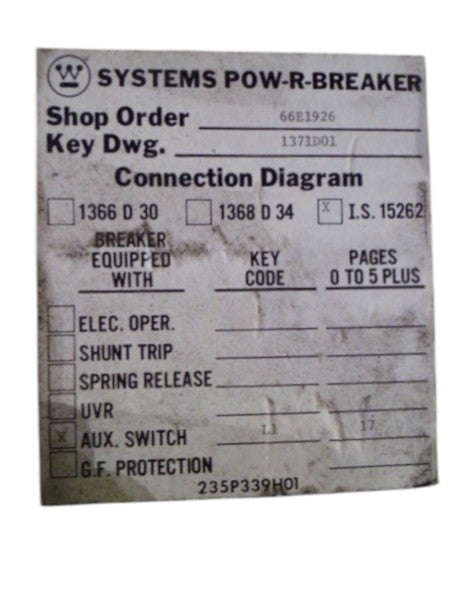 W SYSTEMS POW-R-BREAKER
Shop Order 66E1926
Key Dwg. 1371D01
Connection Diagram
1366 D 30 1368 D 34 X I.S. 15262
BREAKER EQUIPPED WITH KEY CODE PAGES 0 TO 5 PLUS
ELEC. OPER.
SHUNT TRIP
SPRING RELEASE
UVR
X AUX. SWITCH L1 17
G.F. PROTECTION
235P339H01